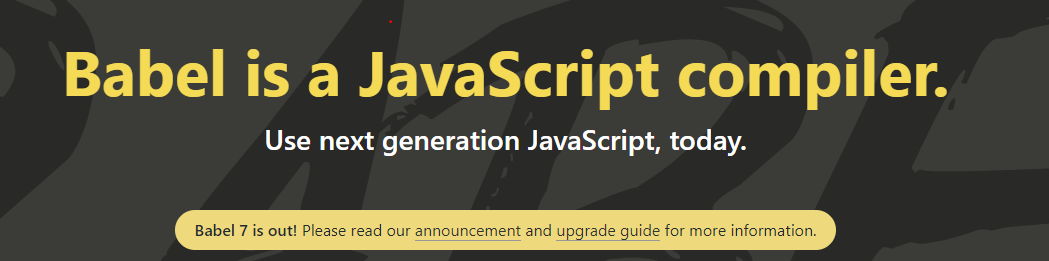 Babel is a JavaScript compiler.
Use next generation JavaScript, today.
Babel 7 is out! Please read our announcement and upgrade guide for more information.